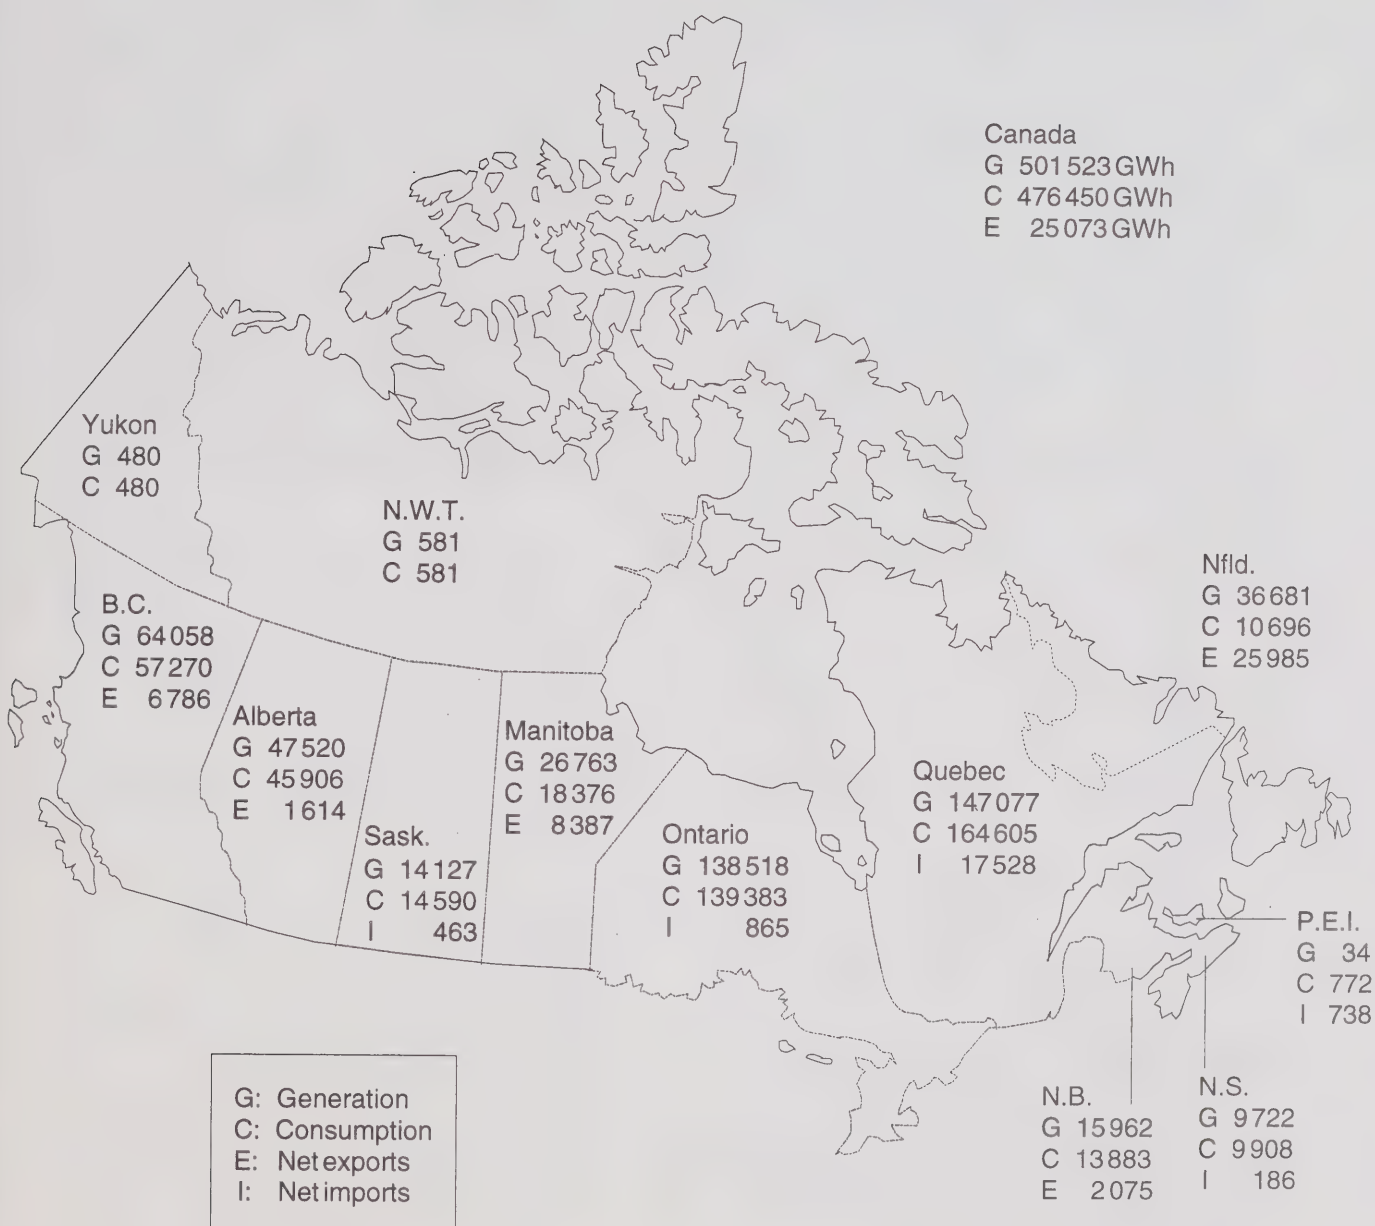 Canada
G 501 523 GWh
C 476 450 GWh
E 25 073 GWh
Yukon
G 480
C 480
N.W.T.
G 581
C 581
Nfld.
G 36 681
C 10 696
E 25 985
B.C.
G 64 058
C 57 270
E 6 786
Alberta
G 47 520
C 45 906
E 1 614
Sask.
G 14 127
C 14 590
I 463
Manitoba
G 26 763
C 18 376
E 8 387
Ontario
G 138 518
C 139 383
I 865
Quebec
G 147 077
C 164 605
I 17 528
P.E.I.
G 34
C 772
I 738
N.B.
G 15 962
C 13 883
E 2 075
N.S.
G 9 722
C 9 908
I 186
G: Generation
C: Consumption
E: Net exports
I: Net imports